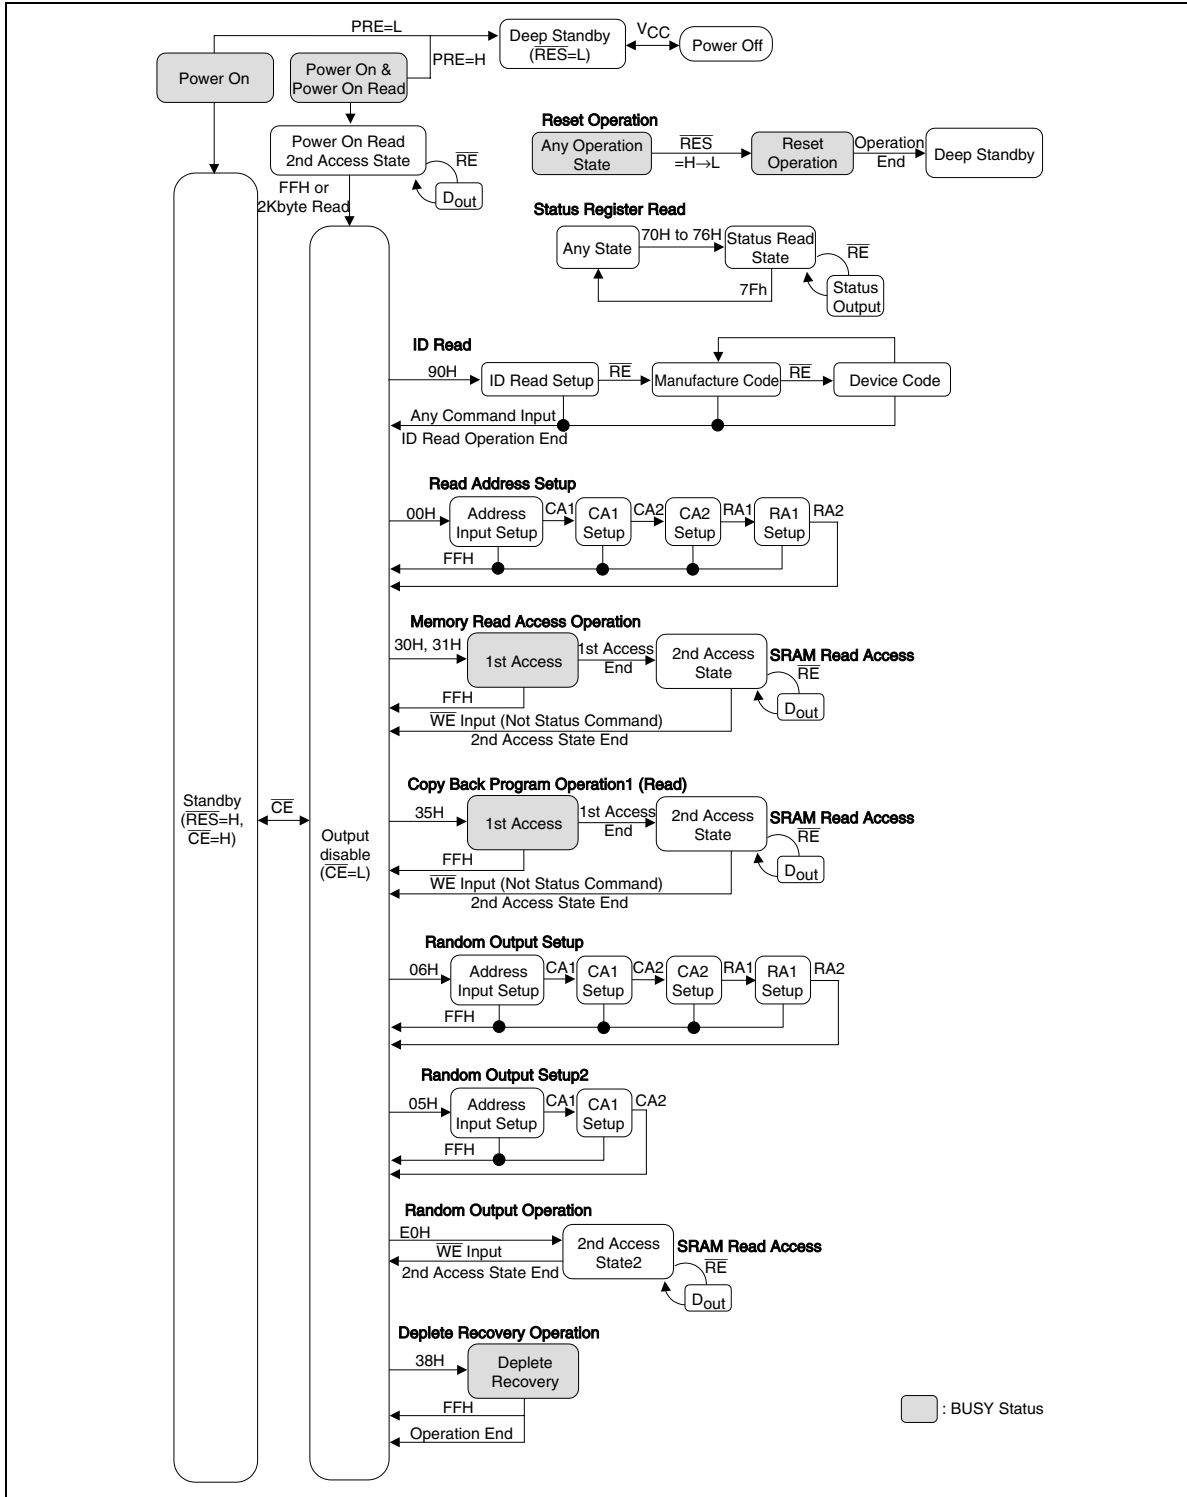 PRE=L
Deep Standby
(RES=L)
VCC
Power Off
Power On
Power On &
Power On Read
PRE=H
Power On Read
2nd Access State
RE
Dout
FFH or
2Kbyte Read
Reset Operation
Any Operation
State
RES
=H→L
Reset
Operation
Operation
End
Deep Standby
Status Register Read
Any State
70H to 76H
Status Read
State
RE
Status
Output
7Fh
ID Read
90H
ID Read Setup
RE
Manufacture Code
RE
Device Code
Any Command Input
ID Read Operation End
Read Address Setup
00H
Address
Input Setup
CA1
CA1
Setup
CA2
CA2
Setup
RA1
RA1
Setup
RA2
FFH
Memory Read Access Operation
30H, 31H
1st Access
1st Access
End
2nd Access
State
SRAM Read Access
RE
Dout
FFH
WE Input (Not Status Command)
2nd Access State End
Copy Back Program Operation1 (Read)
35H
1st Access
1st Access
End
2nd Access
State
SRAM Read Access
RE
Dout
FFH
WE Input (Not Status Command)
2nd Access State End
Standby
(RES=H,
CE=H)
CE
Output
disable
(CE=L)
Random Output Setup
06H
Address
Input Setup
CA1
CA1
Setup
CA2
CA2
Setup
RA1
RA1
Setup
RA2
FFH
Random Output Setup2
05H
Address
Input Setup
CA1
CA1
Setup
CA2
FFH
Random Output Operation
E0H
WE Input
2nd Access State End
2nd Access
State2
SRAM Read Access
RE
Dout
Deplete Recovery Operation
38H
Deplete
Recovery
FFH
Operation End
: BUSY Status